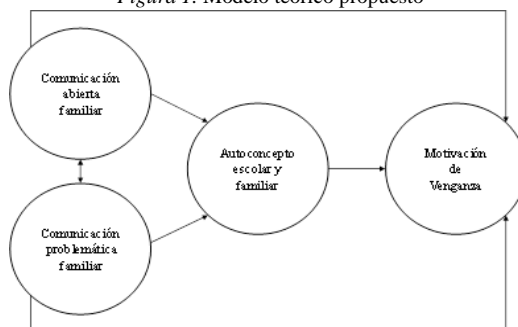 Figura 1. Modelo teórico propuesto
Comunicación
abierta
familiar
Autoconcepto
escolar y
familiar
Motivación
de
Venganza
Comunicación
problemática
familiar